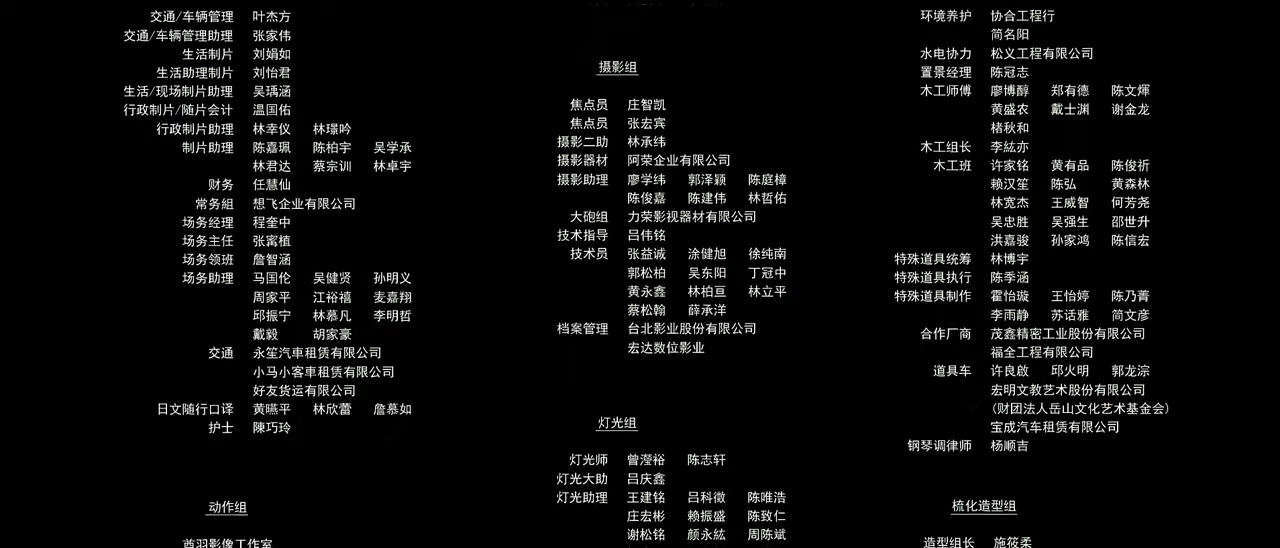 交通/车辆管理 叶杰方
交通/车辆管理助理 张家伟
生活制片 刘娟如
生活助理制片 刘怡君
生活/现场制片助理 吴瑀涵
行政制片/随片会计 温国佑
行政制片助理 林幸仪 林璟吟
制片助理 陈嘉珮 陈柏宇 吴学承
林君达 蔡宗训 林卓宇
财务 任慧仙
常务組 想飞企业有限公司
场务经理 程奎中
场务主任 张寗植
场务领班 詹智涵
场务助理 马国伦 吴健贤 孙明义
周家平 江裕禧 麦嘉翔
邱振宁 林慕凡 李明哲
戴毅 胡家豪
交通 永笙汽車租赁有限公司
小马小客車租赁有限公司
好友货运有限公司
日文随行口译 黄曣平 林欣蕾 詹慕如
护士 陳巧玲
动作组
酋羽影像工作室
摄影组
焦点员 庄智凯
焦点员 张宏宾
摄影二助 林承纬
摄影器材 阿荣企业有限公司
摄影助理 廖学纬 郭泽颖 陈庭樟
陈俊嘉 陈建伟 林哲佑
大砲组 力荣影视器材有限公司
技术指导 吕伟铭
技术员 张益诚 涂健旭 徐纯南
郭松柏 吴东阳 丁冠中
黄永鑫 林柏亘 林立平
蔡松翰 薛承洋
档案管理 台北影业股份有限公司
宏达数位影业
灯光组
灯光师 曾滢裕 陈志轩
灯光大助 吕庆鑫
灯光助理 王建铭 吕科徵 陈唯浩
庄宏彬 赖振盛 陈致仁
谢松铭 颜永紘 周陈斌
环境养护 协合工程行
简名阳
水电协力 松义工程有限公司
置景经理 陈冠志
木工师傅 廖博醇 郑有德 陈文煇
黄盛农 戴士渊 谢金龙
楮秋和
木工组长 李紘亦
木工班 许家铭 黄有品 陈俊祈
赖汉笙 陈弘 黄森林
林宽杰 王威智 何芳尧
吴忠胜 吴强生 邵世升
洪嘉骏 孙家鸿 陈信宏
特殊道具统筹 林博宇
特殊道具执行 陈季涵
特殊道具制作 霍怡璇 王怡婷 陈乃菁
李雨静 苏话雅 简文彦
合作厂商 茂鑫精密工业股份有限公司
福全工程有限公司
道具车 许良啟 邱火明 郭龙淙
宏明文教艺术股份有限公司
(财团法人岳山文化艺术基金会)
宝成汽车租赁有限公司
钢琴调律师 杨顺吉
梳化造型组
造型组长 施筱柔